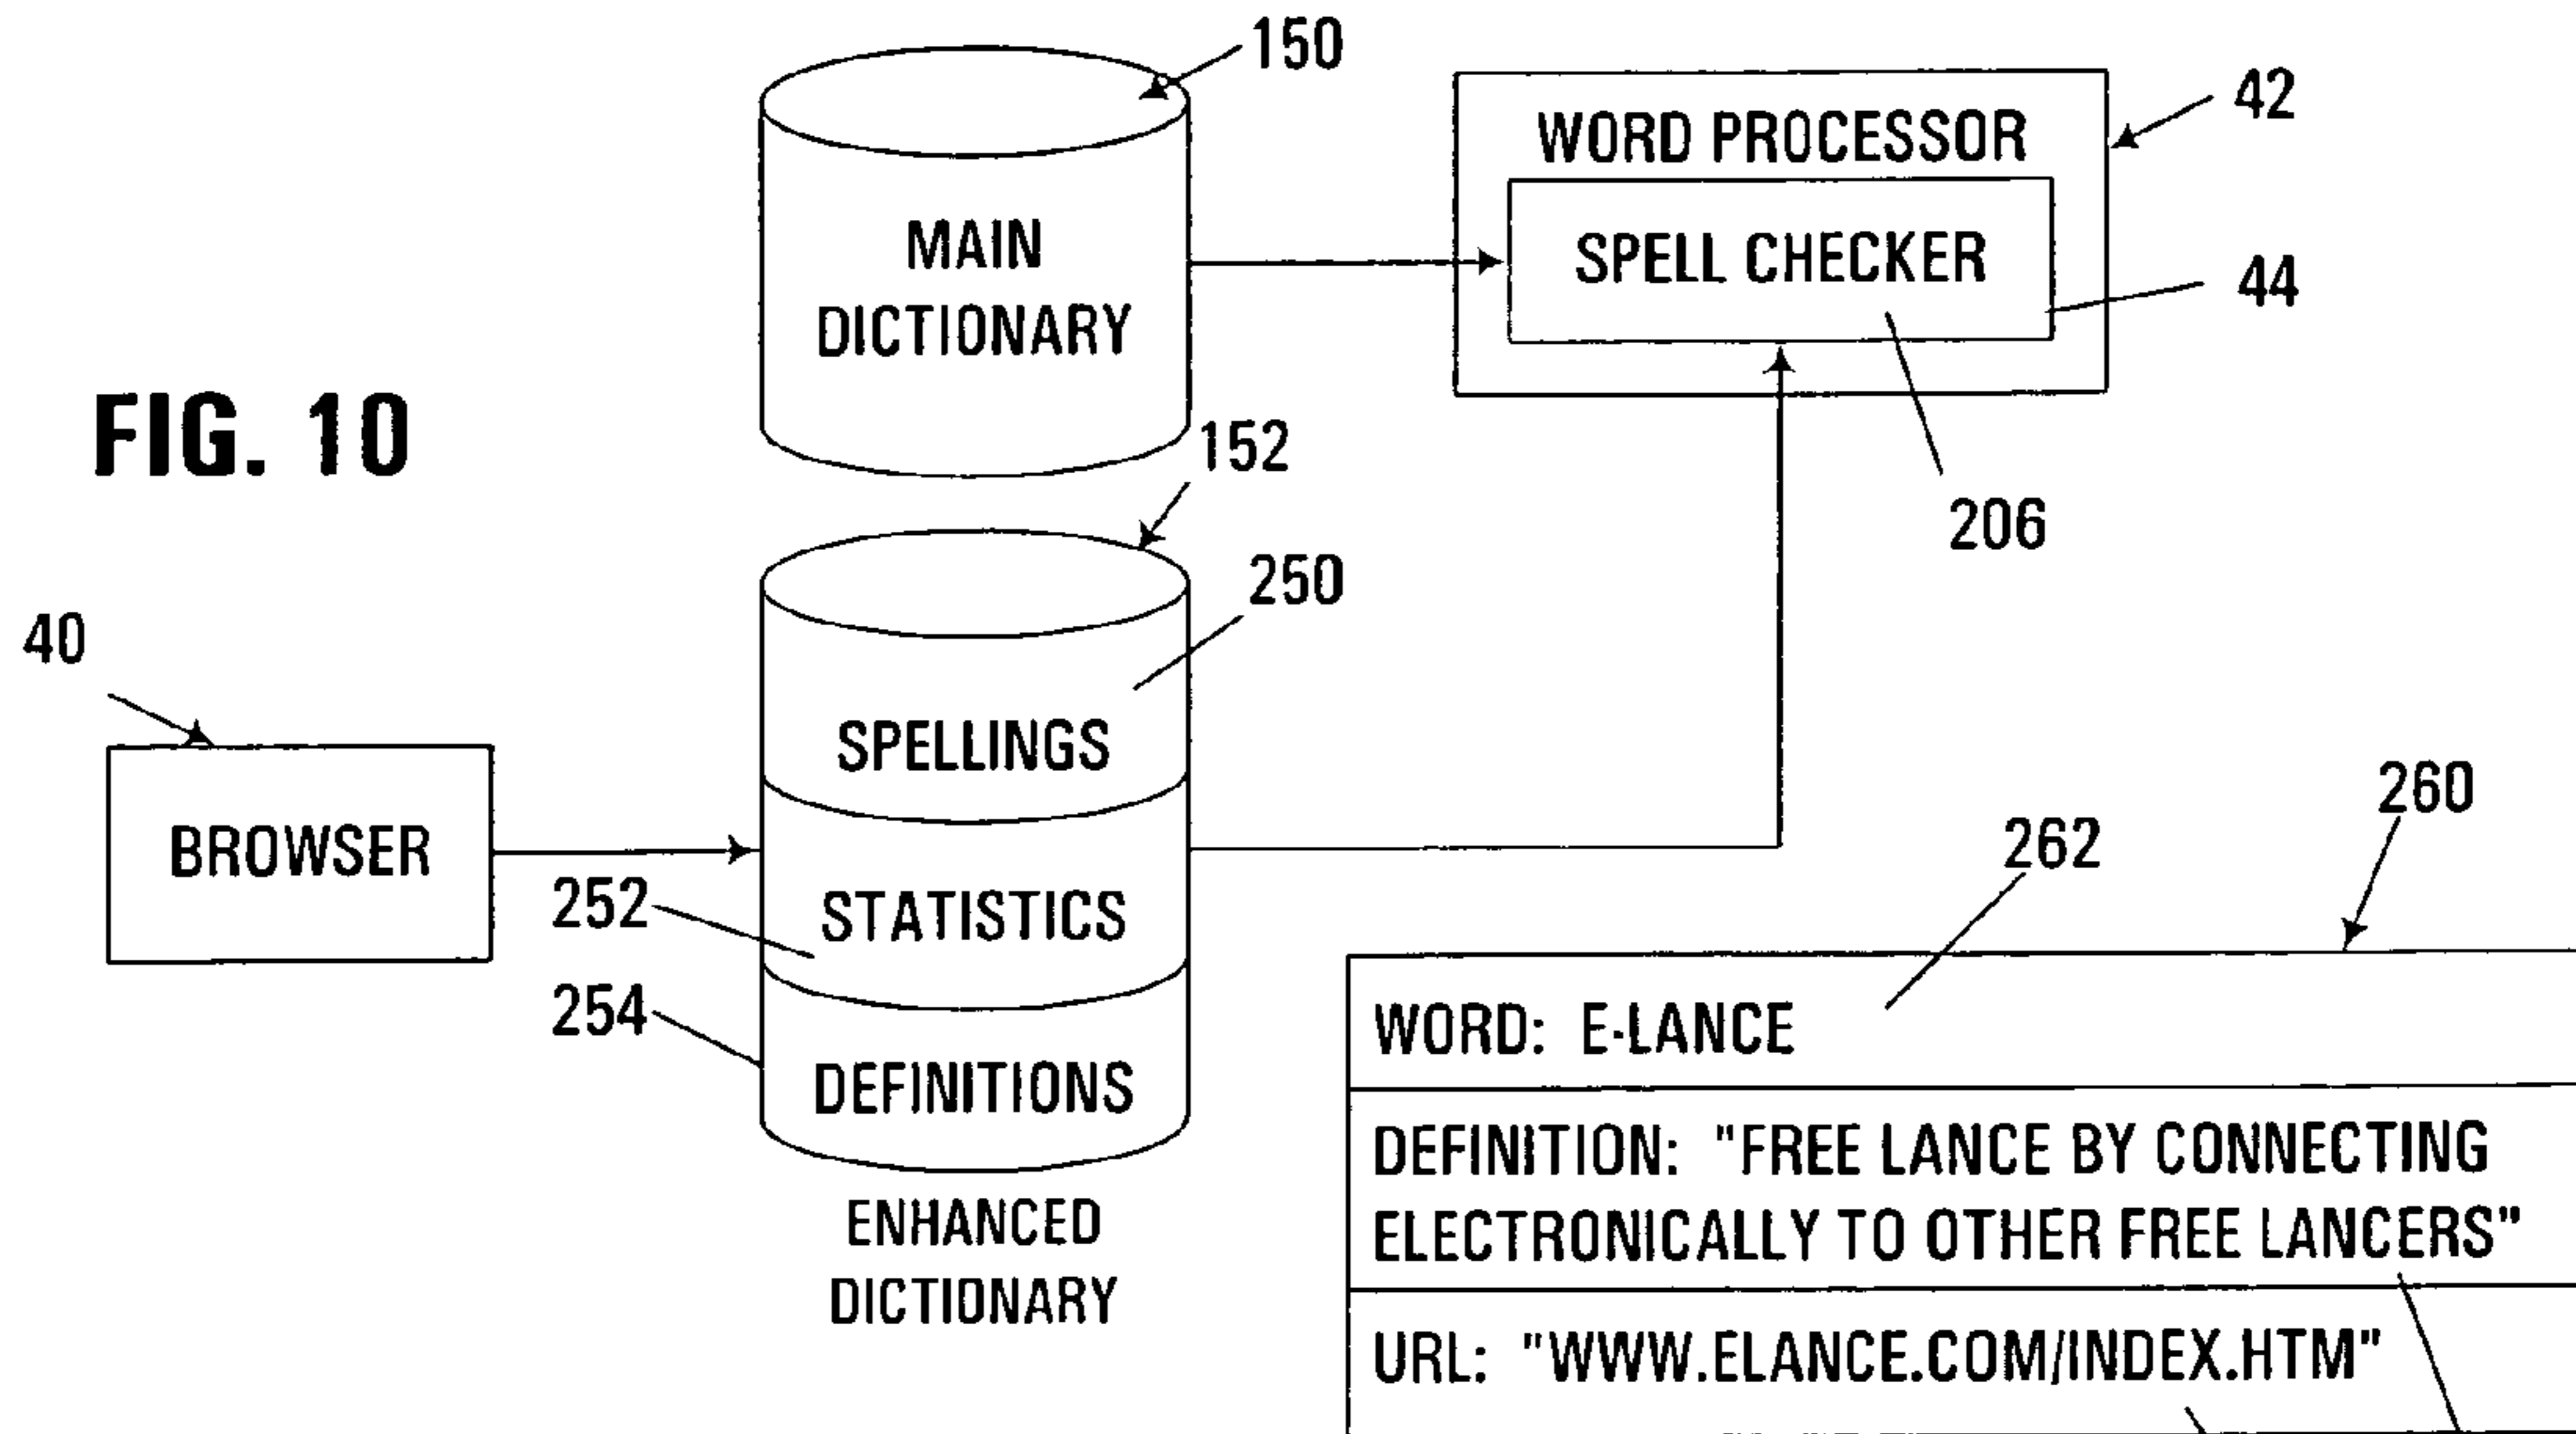 150
WORD PROCESSOR
42
MAIN
DICTIONARY
SPELL CHECKER
44
206
FIG. 10
152
250
40
BROWSER
SPELLINGS
252
STATISTICS
254
DEFINITIONS
ENHANCED
DICTIONARY
260
262
WORD: E-LANCE
DEFINITION: "FREE LANCE BY CONNECTING
ELECTRONICALLY TO OTHER FREE LANCERS"
URL: "WWW.ELANCE.COM/INDEX.HTM"